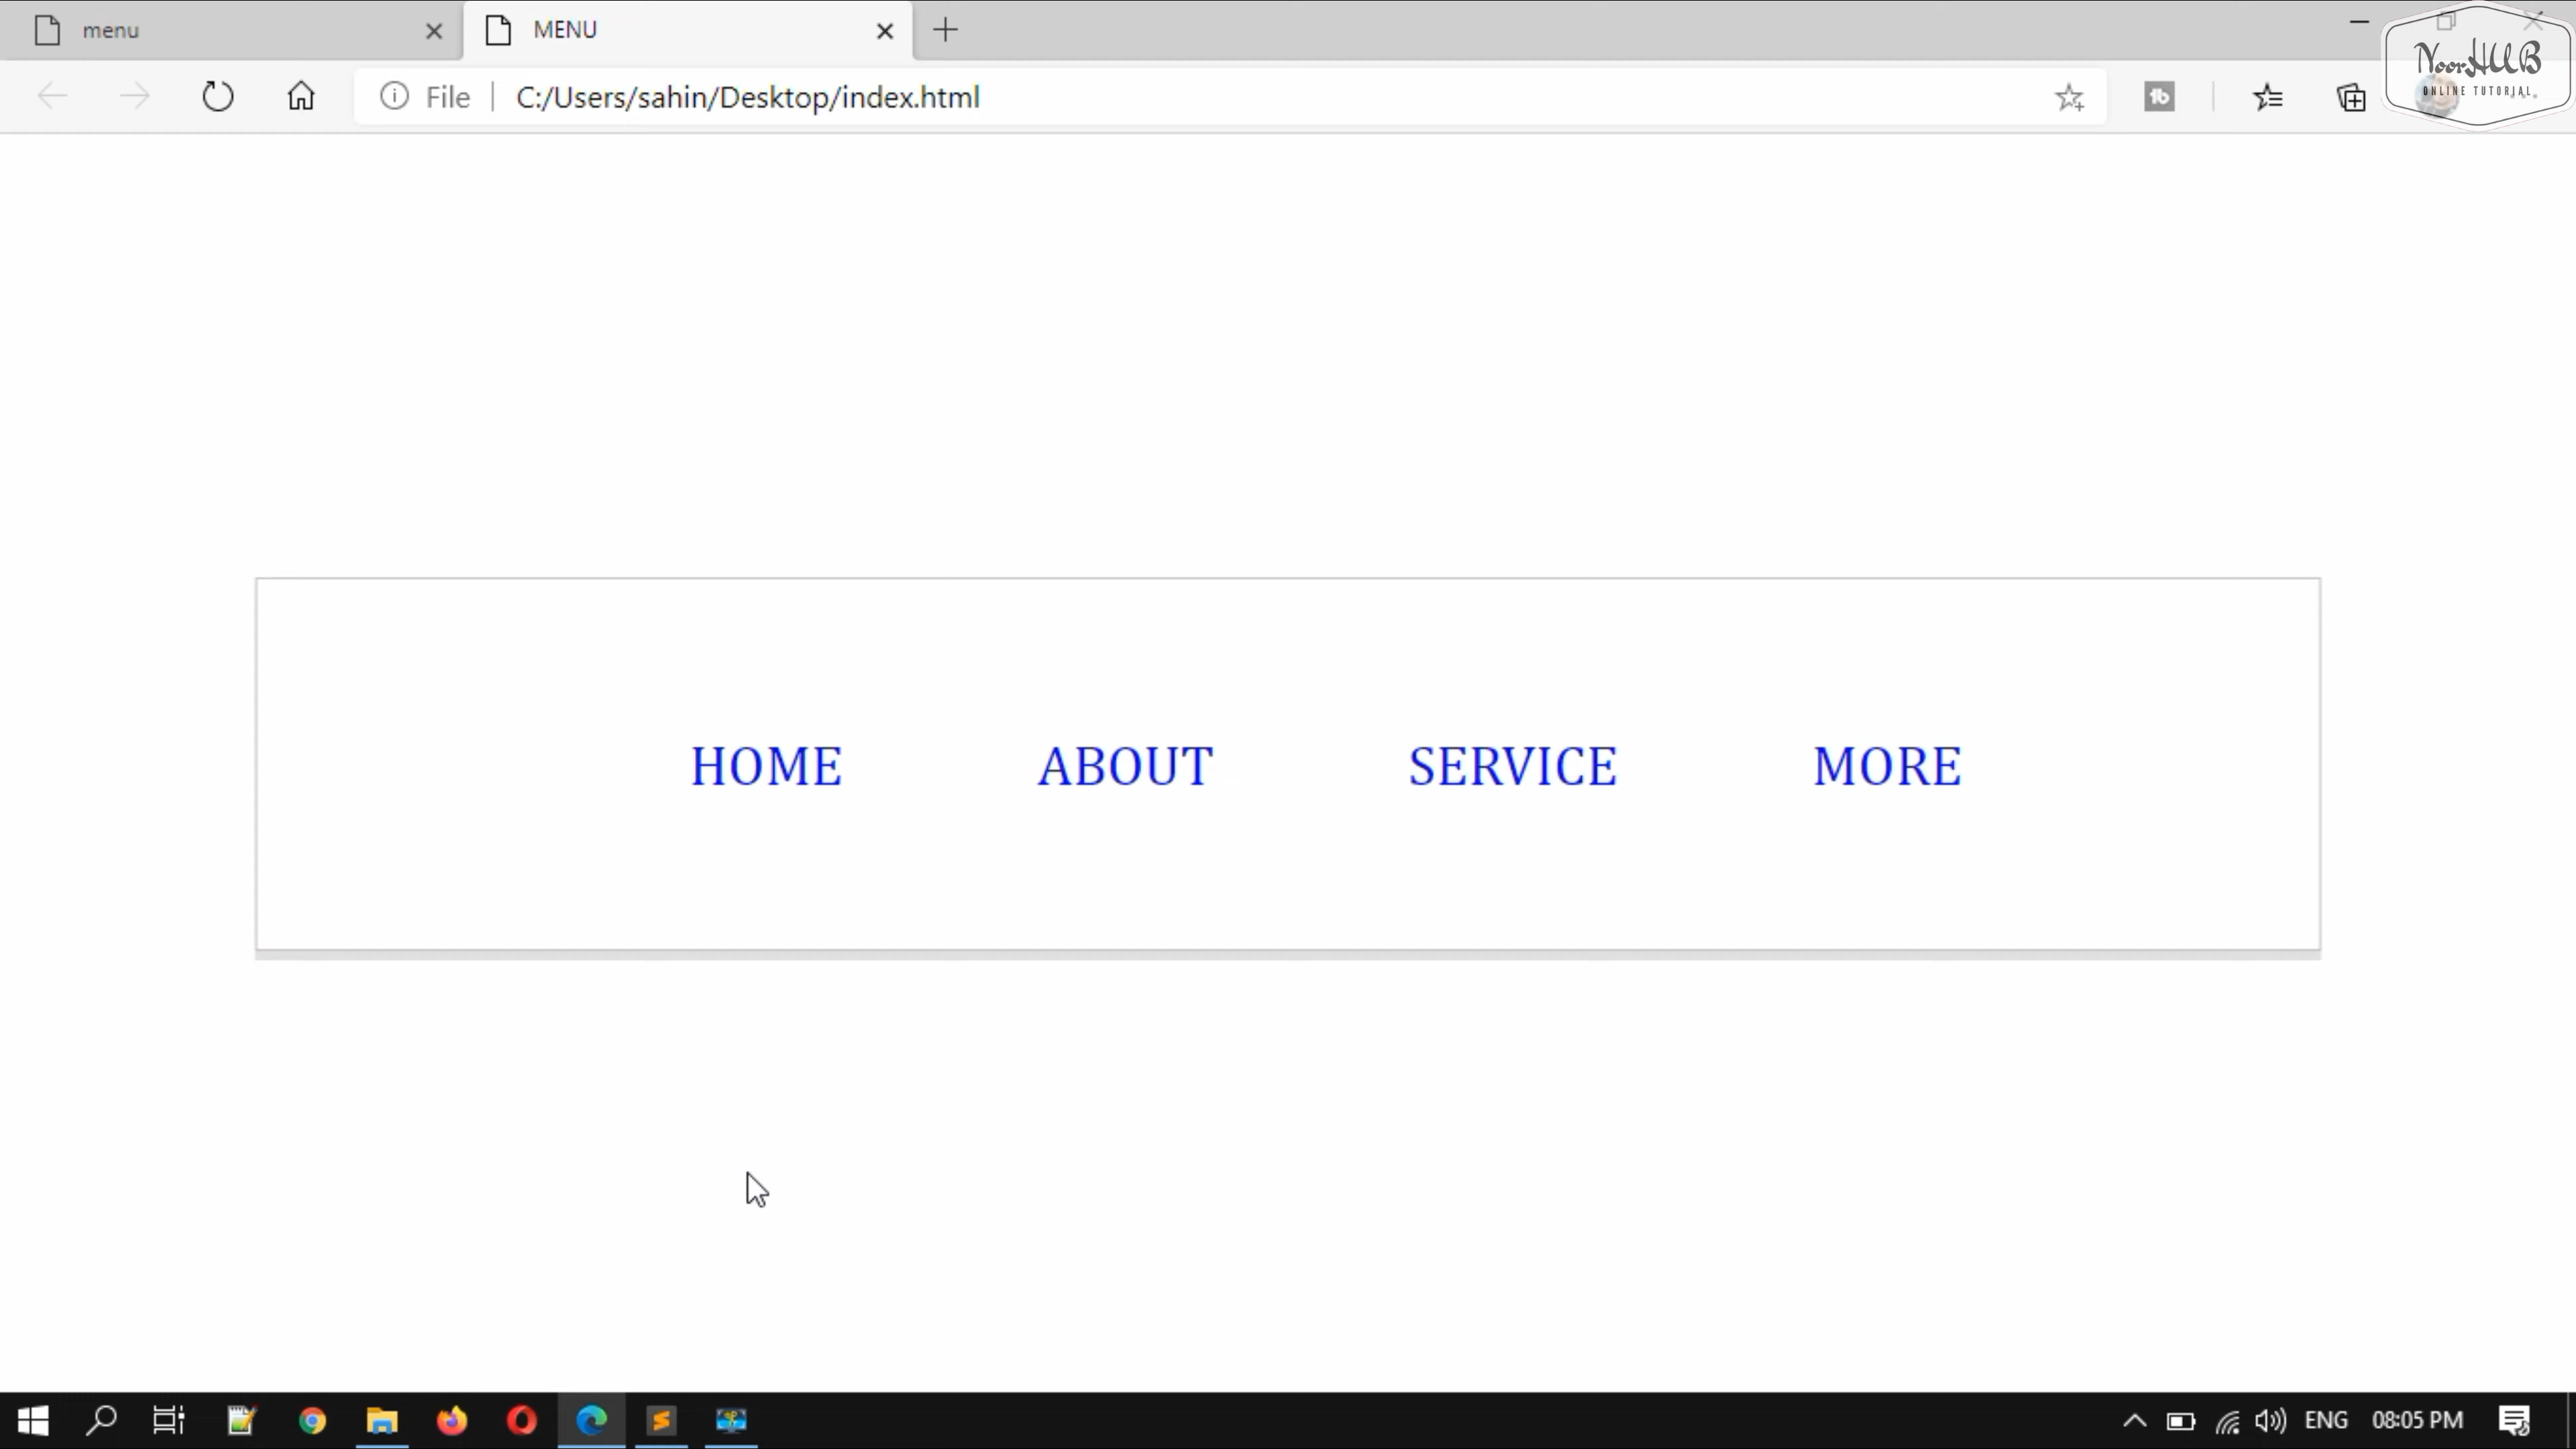 menu
MENU
NoorHUB
ONLINE TUTORIAL
File
C:/Users/sahin/Desktop/index.html
HOME ABOUT SERVICE MORE
ENG 08:05 PM